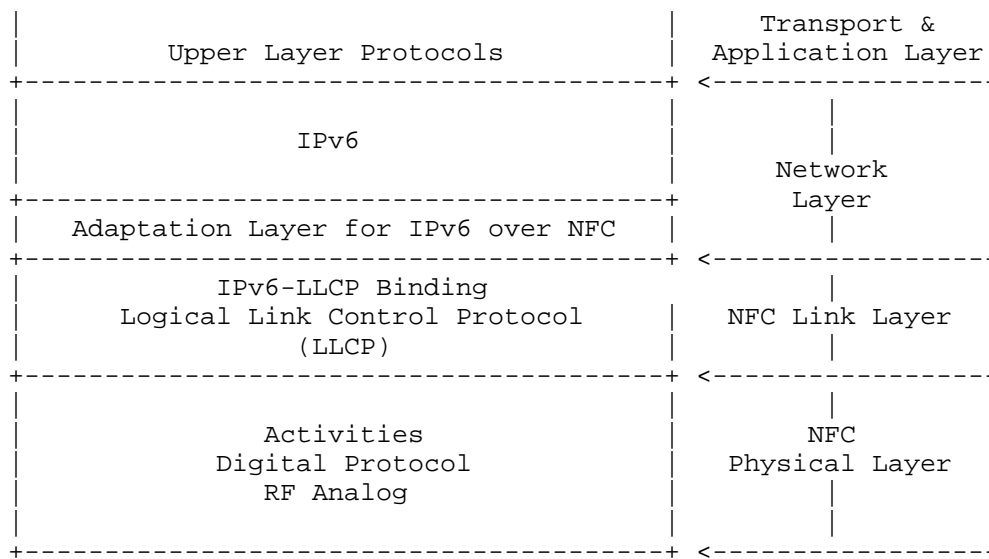 Transport &
Upper Layer Protocols Application Layer
IPv6
Network
Layer
Adaptation Layer for IPv6 over NFC
IPv6-LLCP Binding
Logical Link Control Protocol NFC Link Layer
(LLCP)
Activities NFC
Digital Protocol Physical Layer
RF Analog